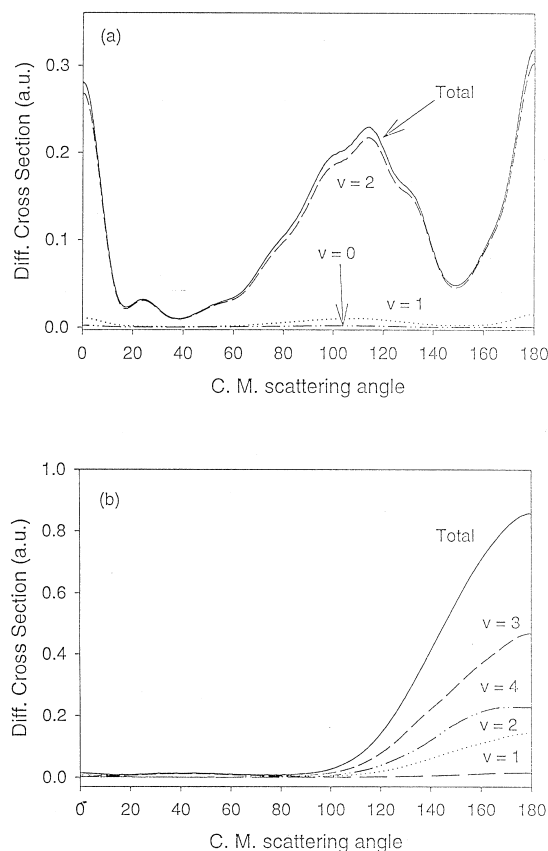 (a)
0.3
0.2
0.1
0.0
Diff. Cross Section (a.u.)
Total
v = 2
v = 0
v = 1
0 20 40 60 80 100 120 140 160 180
C. M. scattering angle
(b)
1.0
0.8
0.6
0.4
0.2
0.0
Diff. Cross Section (a.u.)
Total
v = 3
v = 4
v = 2
v = 1
0 20 40 60 80 100 120 140 160 180
C. M. scattering angle